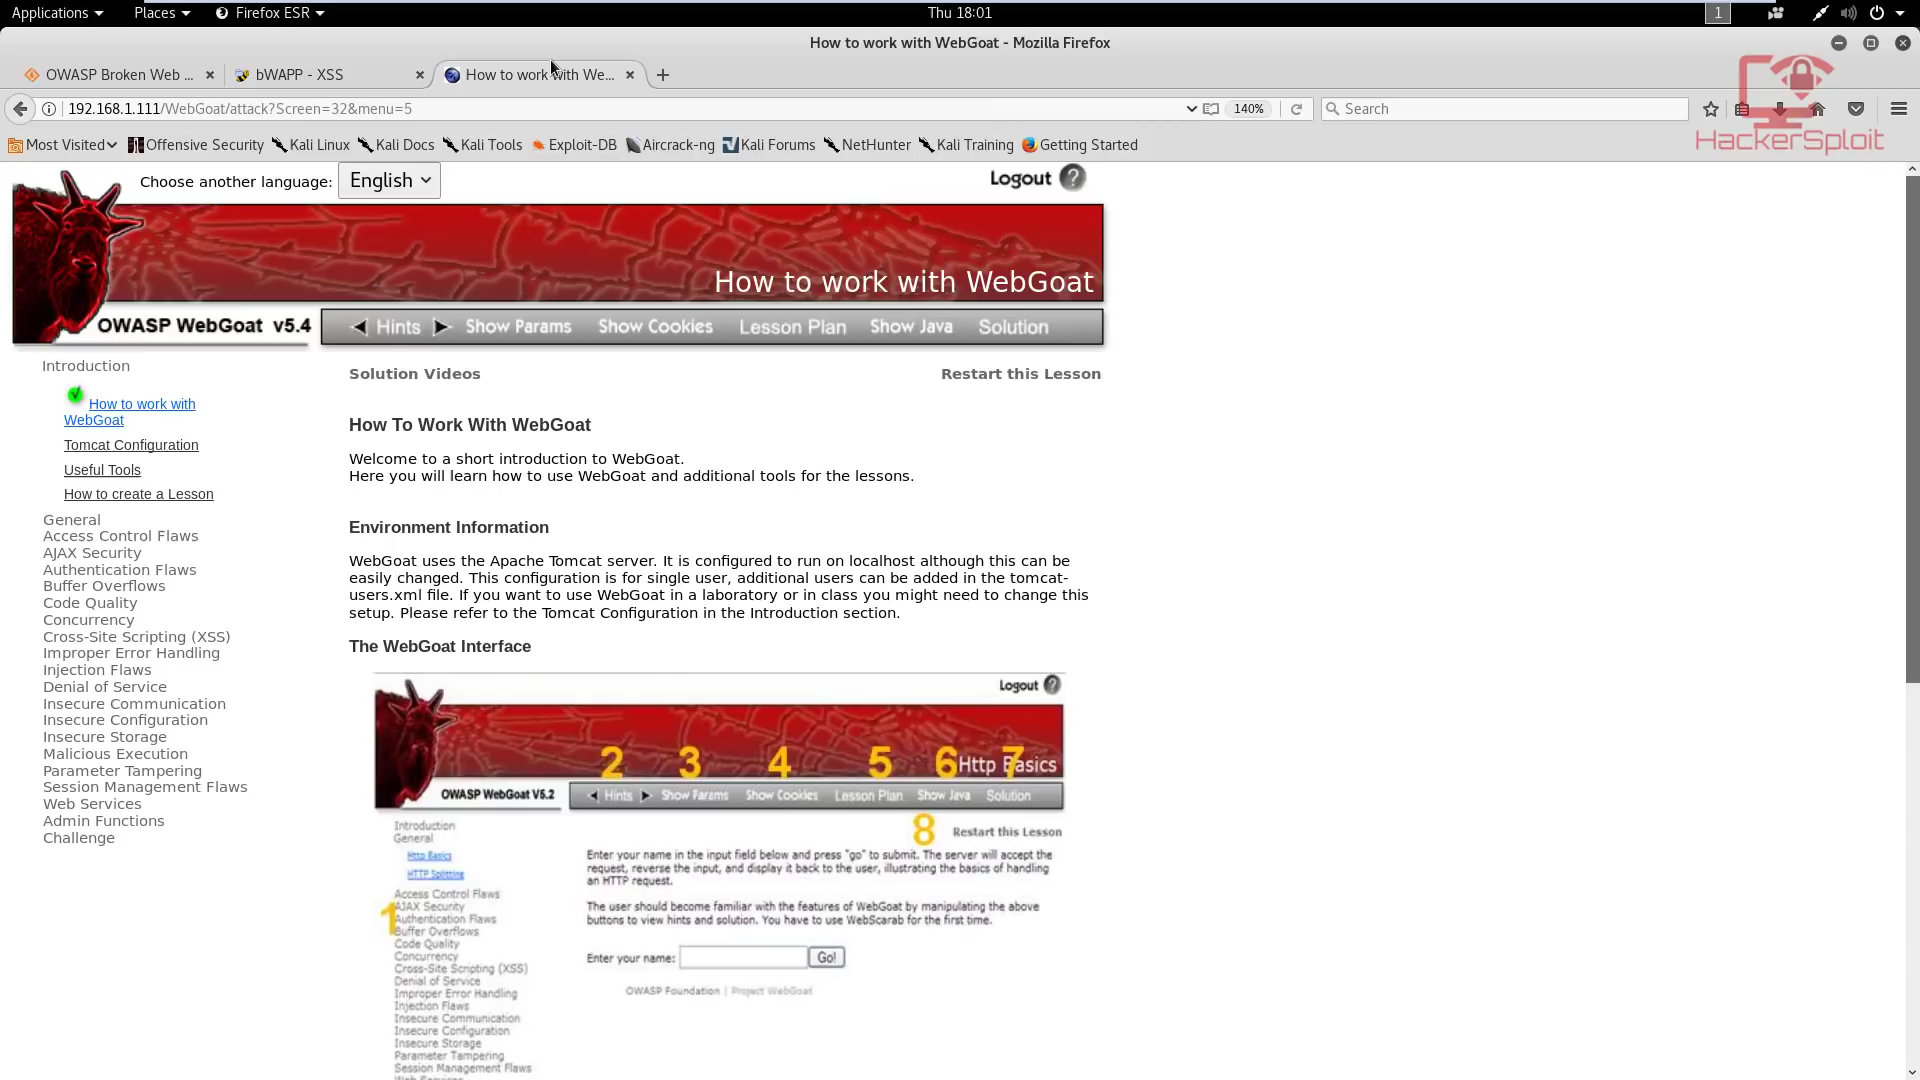 Applications Places Firefox ESR Thu 18:01 1
How to work with WebGoat - Mozilla Firefox
OWASP Broken Web ... × bWAPP - XSS × How to work with We... × +
192.168.1.111/WebGoat/attack?Screen=32&menu=5 140% Search
Most Visited Offensive Security Kali Linux Kali Docs Kali Tools Exploit-DB Aircrack-ng Kali Forums NetHunter Kali Training Getting Started
HackerSploit
Choose another language: English Logout ?
How to work with WebGoat
OWASP WebGoat v5.4 Hints Show Params Show Cookies Lesson Plan Show Java Solution
Introduction
How to work with
WebGoat
Tomcat Configuration
Useful Tools
How to create a Lesson
General
Access Control Flaws
AJAX Security
Authentication Flaws
Buffer Overflows
Code Quality
Concurrency
Cross-Site Scripting (XSS)
Improper Error Handling
Injection Flaws
Denial of Service
Insecure Communication
Insecure Configuration
Insecure Storage
Malicious Execution
Parameter Tampering
Session Management Flaws
Web Services
Admin Functions
Challenge
Solution Videos Restart this Lesson
How To Work With WebGoat
Welcome to a short introduction to WebGoat.
Here you will learn how to use WebGoat and additional tools for the lessons.
Environment Information
WebGoat uses the Apache Tomcat server. It is configured to run on localhost although this can be
easily changed. This configuration is for single user, additional users can be added in the tomcat-
users.xml file. If you want to use WebGoat in a laboratory or in class you might need to change this
setup. Please refer to the Tomcat Configuration in the Introduction section.
The WebGoat Interface
Logout ?
2 3 4 5 6 7 Http Basics
OWASP WebGoat V5.2 Hints Show Params Show Cookies Lesson Plan Show Java Solution
8 Restart this Lesson
Introduction
General
Http Basics
HTTP Splitting
Access Control Flaws
1 AJAX Security
Authentication Flaws
Buffer Overflows
Code Quality
Concurrency
Cross-Site Scripting (XSS)
Denial of Service
Improper Error Handling
Injection Flaws
Insecure Communication
Insecure Configuration
Insecure Storage
Parameter Tampering
Session Management Flaws
Enter your name in the input field below and press "go" to submit. The server will accept the
request, reverse the input, and display it back to the user, illustrating the basics of handling
an HTTP request.
The user should become familiar with the features of WebGoat by manipulating the above
buttons to view hints and solution. You have to use WebScarab for the first time.
Enter your name: Go!
OWASP Foundation | Project WebGoat